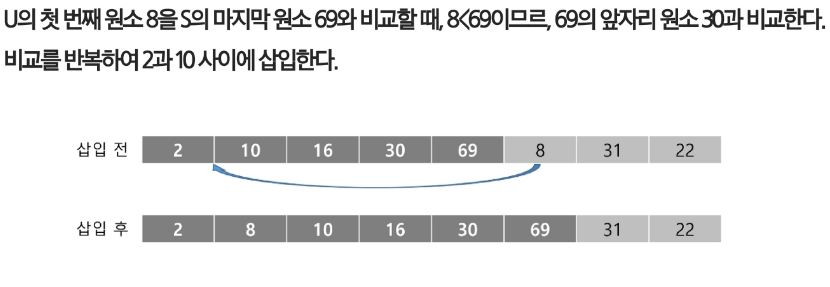 U의 첫 번째 원소 8을 S의 마지막 원소 69와 비교할 때, 8<69이므르, 69의 앞자리 원소 30과 비교한다.
비교를 반복하여 2과 10 사이에 삽입한다.
삽입 전 2 10 16 30 69 8 31 22
삽입 후 2 8 10 16 30 69 31 22